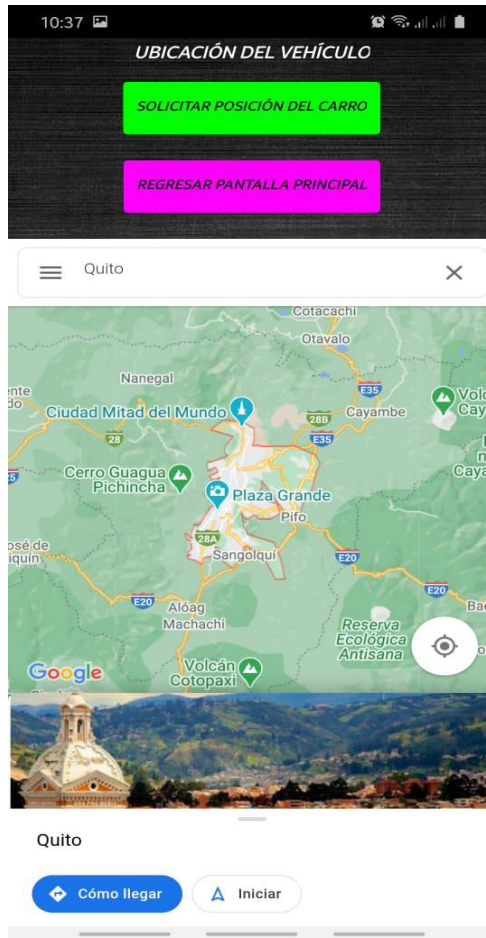 10:37
UBICACIÓN DEL VEHÍCULO
SOLICITAR POSICIÓN DEL CARRO
REGRESAR PANTALLA PRINCIPAL
Quito
Cotacachi
Otavalo
Nanegal
E35
Ciudad Mitad del Mundo
28B
Cayambe
28
E35
Cerro Guagua
Pichincha
Plaza Grande
Pifo
28A
Sangolquí
E20
E20
E20
Alóag
Machachi
Reserva
Ecológica
Antisana
Volcán
Cotopaxi
Google
Quito
Cómo llegar
Iniciar